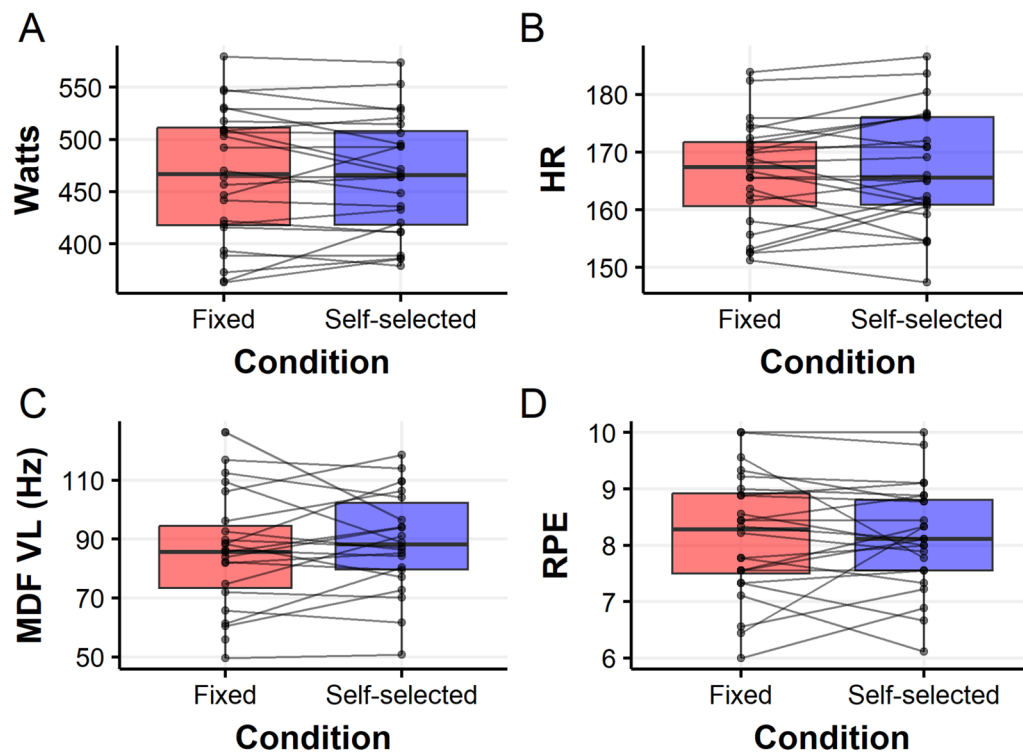 A
Watts
550
500
450
400
Fixed
Self-selected
Condition
B
HR
180
170
160
150
Fixed
Self-selected
Condition
C
MDF VL (Hz)
110
90
70
50
Fixed
Self-selected
Condition
D
RPE
10
9
8
7
6
Fixed
Self-selected
Condition